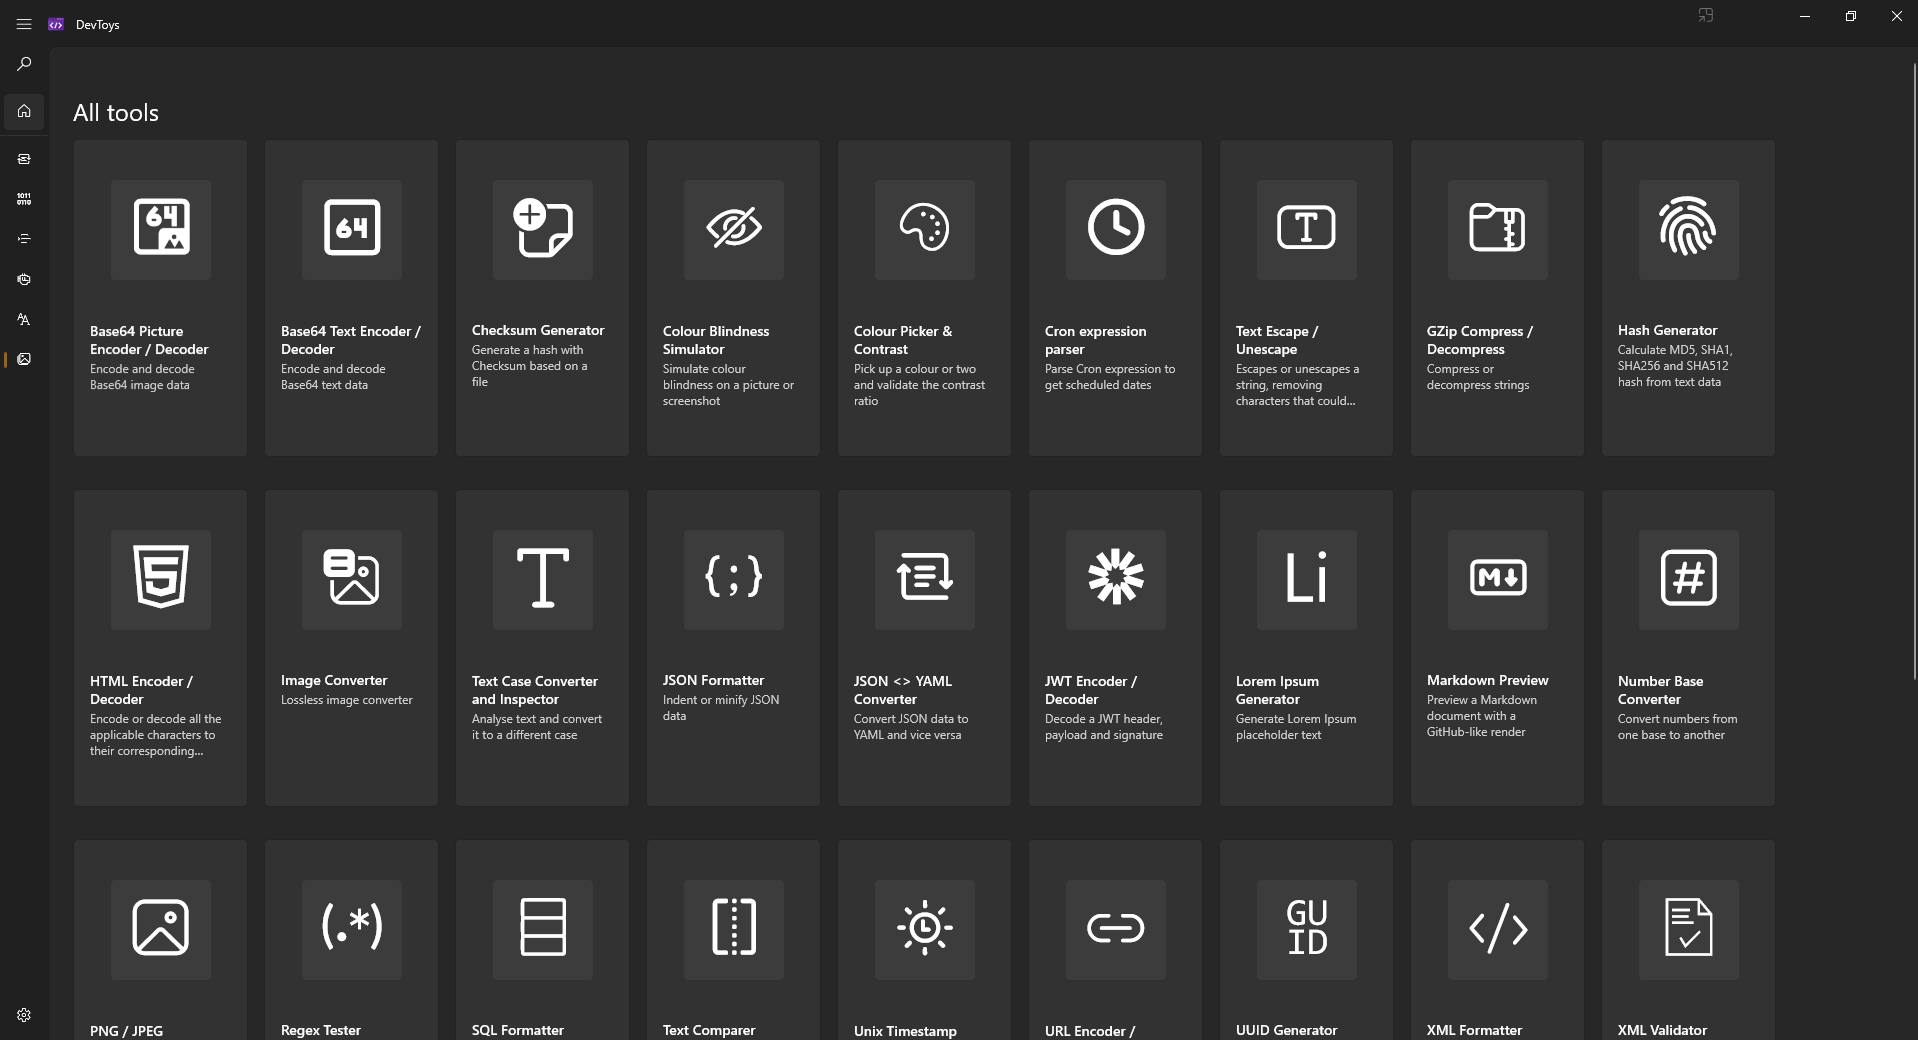 DevToys
All tools
64
Base64 Picture
Encoder / Decoder
Encode and decode
Base64 image data
64
Base64 Text Encoder /
Decoder
Encode and decode
Base64 text data
Checksum Generator
Generate a hash with
Checksum based on a
file
Colour Blindness
Simulator
Simulate colour
blindness on a picture or
screenshot
Colour Picker &
Contrast
Pick up a colour or two
and validate the contrast
ratio
Cron expression
parser
Parse Cron expression to
get scheduled dates
T
Text Escape /
Unescape
Escapes or unescapes a
string, removing
characters that could...
GZip Compress /
Decompress
Compress or
decompress strings
Hash Generator
Calculate MD5, SHA1,
SHA256 and SHA512
hash from text data
5
HTML Encoder /
Decoder
Encode or decode all the
applicable characters to
their corresponding...
Image Converter
Lossless image converter
T
Text Case Converter
and Inspector
Analyse text and convert
it to a different case
{;}
JSON Formatter
Indent or minify JSON
data
JSON <> YAML
Converter
Convert JSON data to
YAML and vice versa
JWT Encoder /
Decoder
Decode a JWT header,
payload and signature
Li
Lorem Ipsum
Generator
Generate Lorem Ipsum
placeholder text
M
Markdown Preview
Preview a Markdown
document with a
GitHub-like render
#
Number Base
Converter
Convert numbers from
one base to another
PNG / JPEG
(.*)
Regex Tester
SQL Formatter
Text Comparer
Unix Timestamp
URL Encoder /
GU
ID
UUID Generator
</>
XML Formatter
XML Validator